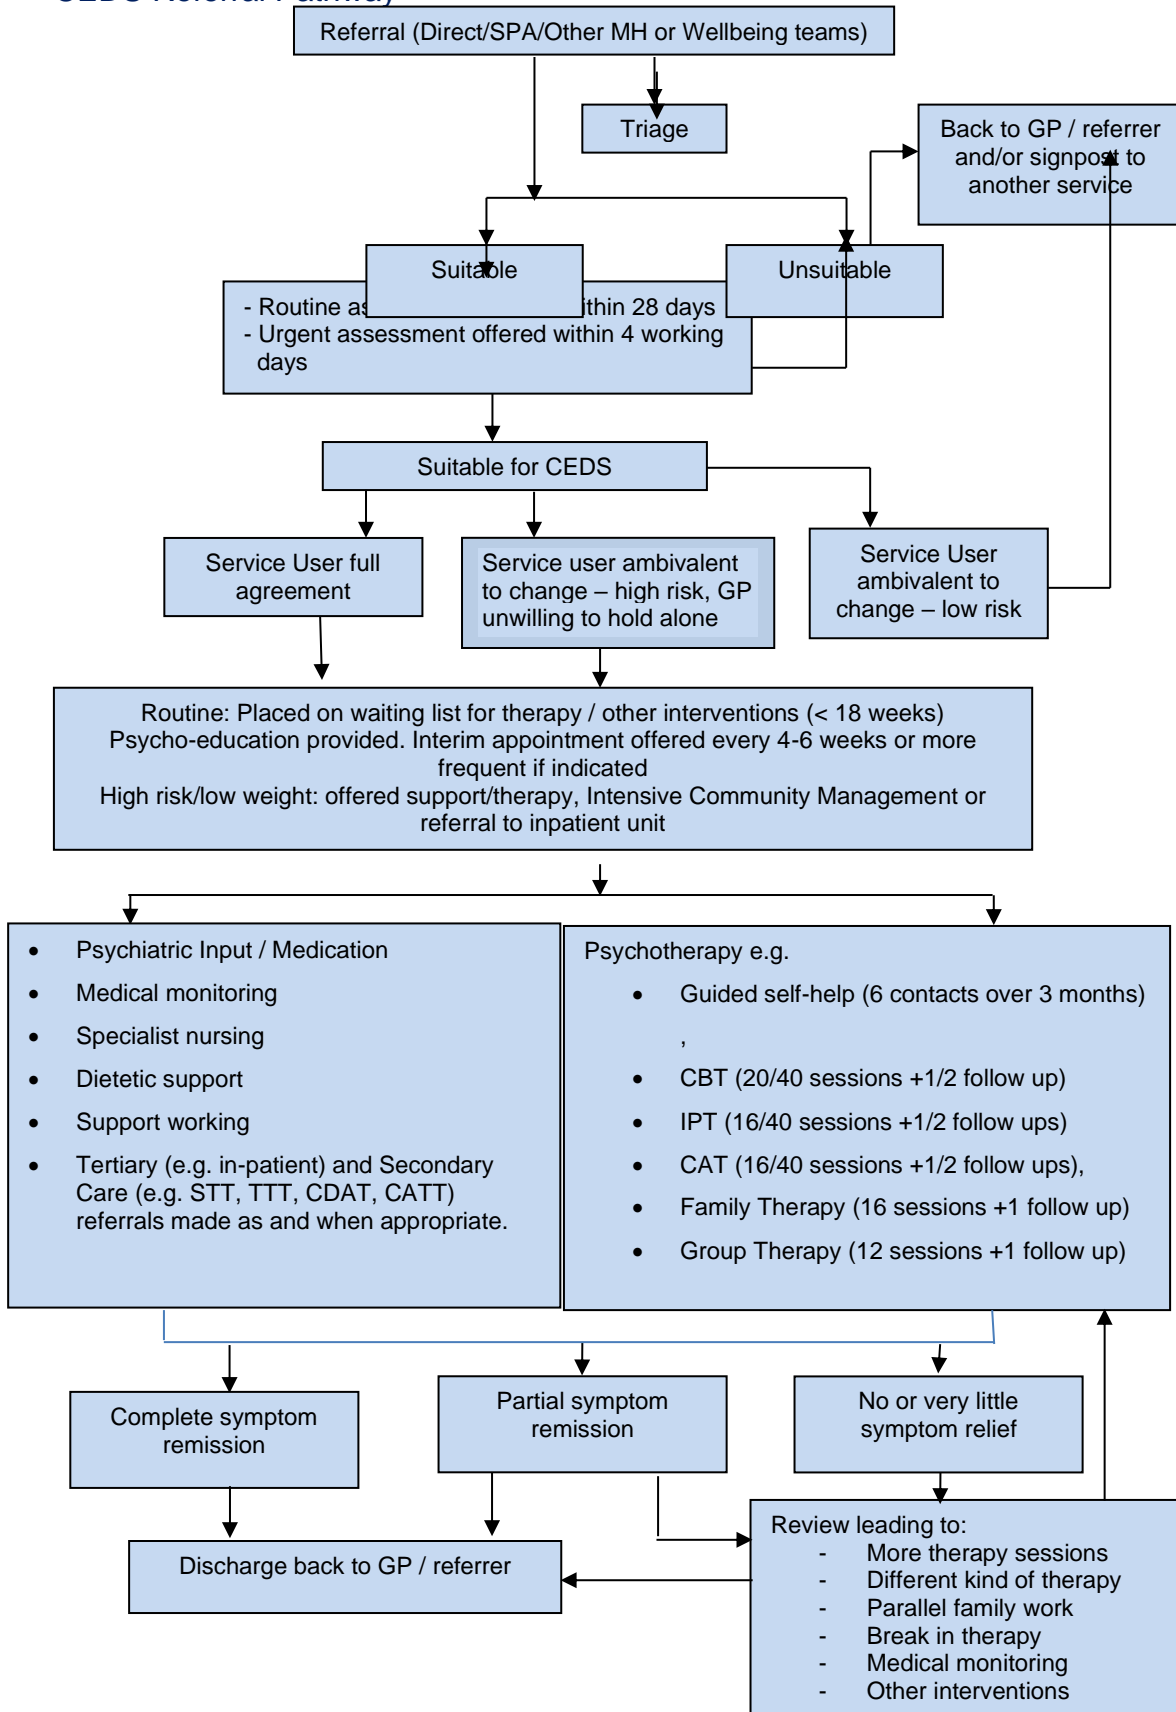 CEDS Referral Pathway
Referral (Direct/SPA/Other MH or Wellbeing teams)
Triage
Back to GP / referrer
and/or signpost to
another service
Suitable
Unsuitable
- Routine as ithin 28 days
- Urgent assessment offered within 4 working
days
Suitable for CEDS
Service User full
agreement
Service user ambivalent
to change – high risk, GP
unwilling to hold alone
Service User
ambivalent to
change – low risk
Routine: Placed on waiting list for therapy / other interventions (< 18 weeks)
Psycho-education provided. Interim appointment offered every 4-6 weeks or more
frequent if indicated
High risk/low weight: offered support/therapy, Intensive Community Management or
referral to inpatient unit
• Psychiatric Input / Medication
• Medical monitoring
• Specialist nursing
• Dietetic support
• Support working
• Tertiary (e.g. in-patient) and Secondary
Care (e.g. STT, TTT, CDAT, CATT)
referrals made as and when appropriate.
Psychotherapy e.g.
• Guided self-help (6 contacts over 3 months)
,
• CBT (20/40 sessions +1/2 follow up)
• IPT (16/40 sessions +1/2 follow ups)
• CAT (16/40 sessions +1/2 follow ups),
• Family Therapy (16 sessions +1 follow up)
• Group Therapy (12 sessions +1 follow up)
Complete symptom
remission
Partial symptom
remission
No or very little
symptom relief
Discharge back to GP / referrer
Review leading to:
- More therapy sessions
- Different kind of therapy
- Parallel family work
- Break in therapy
- Medical monitoring
- Other interventions